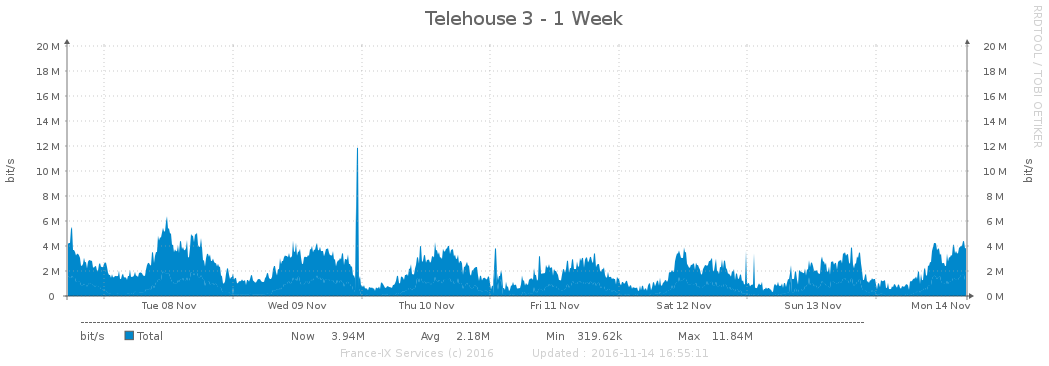 Telehouse 3 - 1 Week
RRDTOOL / TOBI OETIKER
20 M 20 M
18 M 18 M
16 M 16 M
14 M 14 M
12 M 12 M
10 M 10 M
8 M 8 M
6 M 6 M
4 M 4 M
2 M 2 M
0 0 M
bit/s
bit/s
Tue 08 Nov Wed 09 Nov Thu 10 Nov Fri 11 Nov Sat 12 Nov Sun 13 Nov Mon 14 Nov
bit/s Total Now 3.94M Avg 2.18M Min 319.62k Max 11.84M
France-IX Services (c) 2016 Updated : 2016-11-14 16:55:11